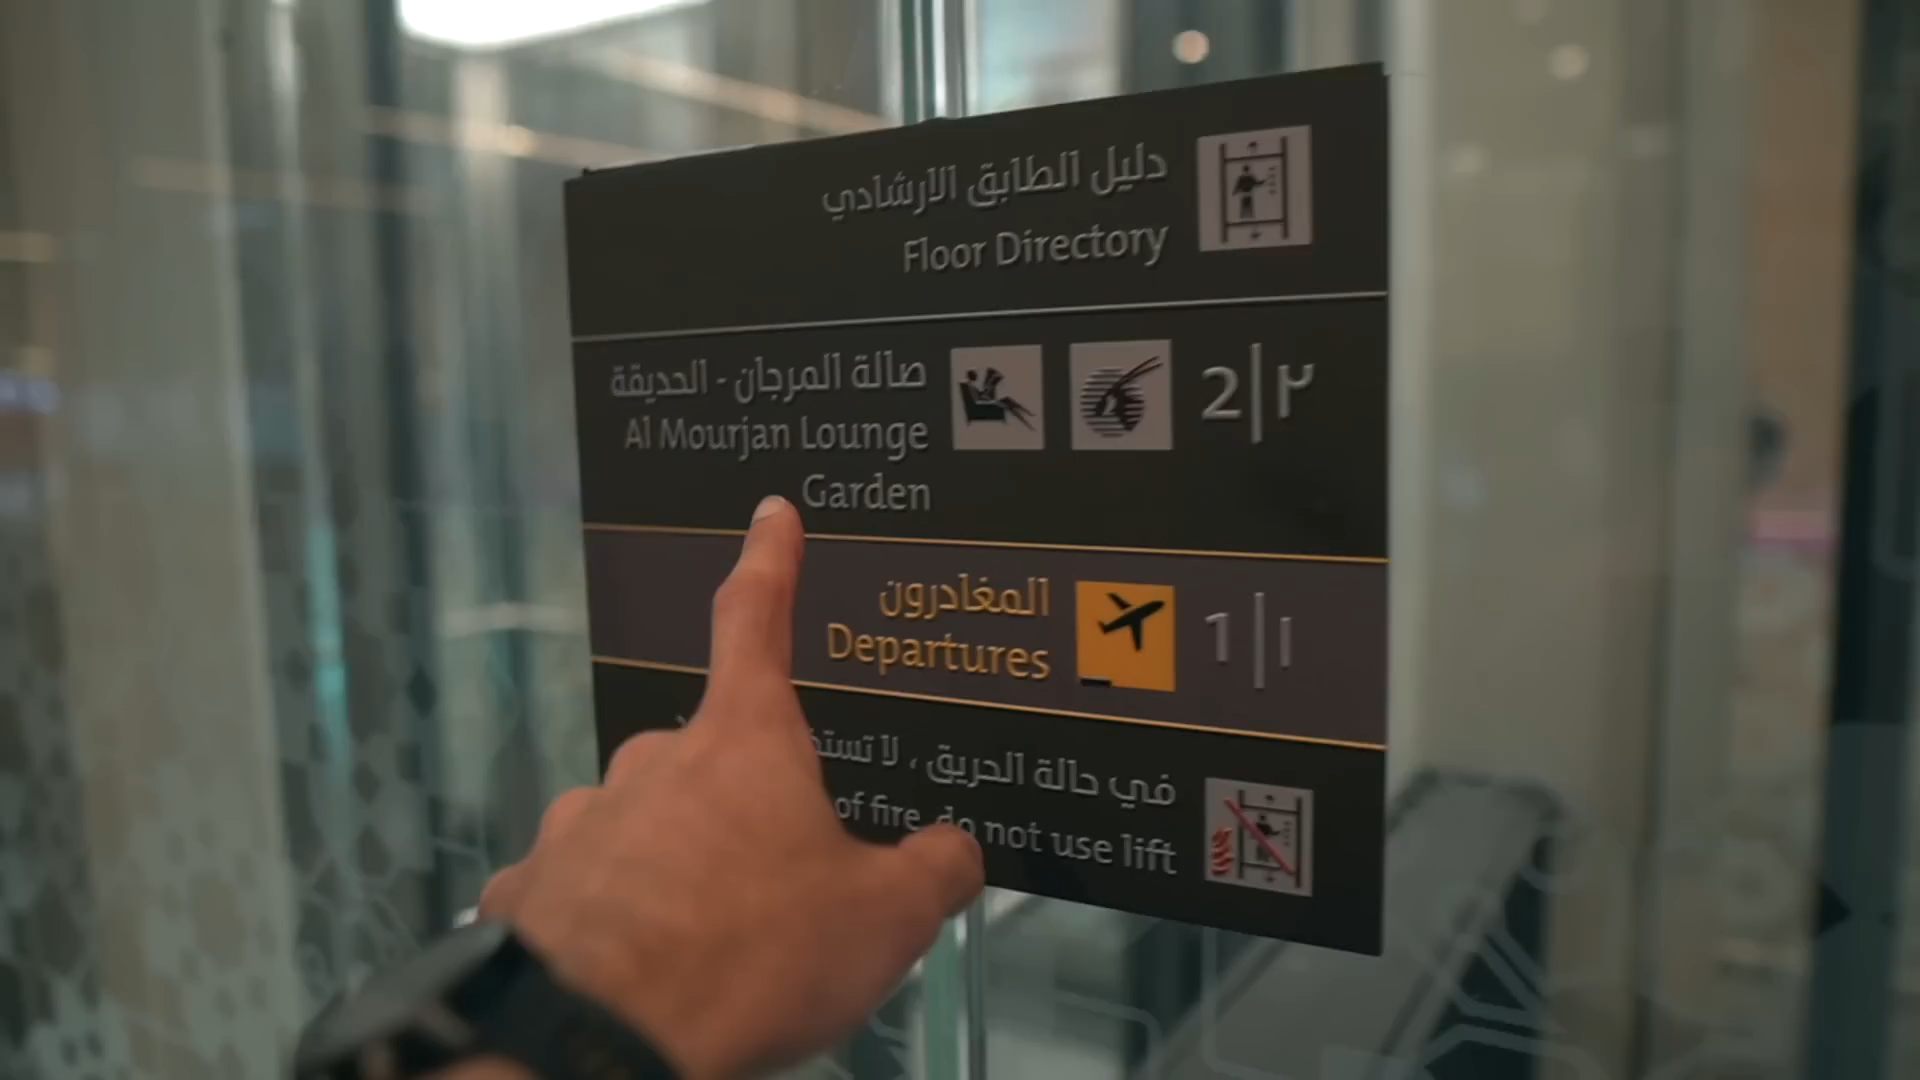 دليل الطابق الارشادي
Floor Directory
صالة المرجان - الحديقة
Al Mourjan Lounge
Garden
2|٢
المغادرون
Departures
1|١
في حالة الحريق ، لا
of fire do not use lift